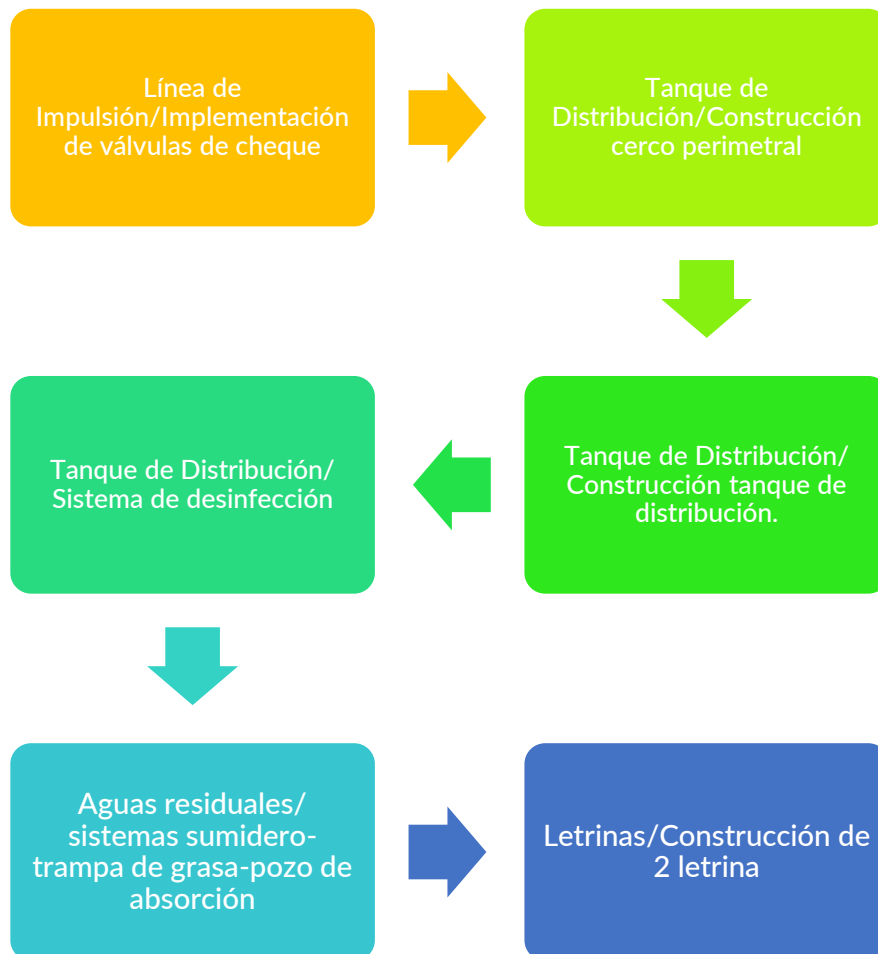 Línea de
Impulsión/Implementación
de válvulas de cheque
Tanque de
Distribución/Construcción
cerco perimetral
Tanque de Distribución/
Construcción tanque de
distribución.
Tanque de Distribución/
Sistema de desinfección
Aguas residuales/
sistemas sumidero-
trampa de grasa-pozo de
absorción
Letrinas/Construcción de
2 letrina